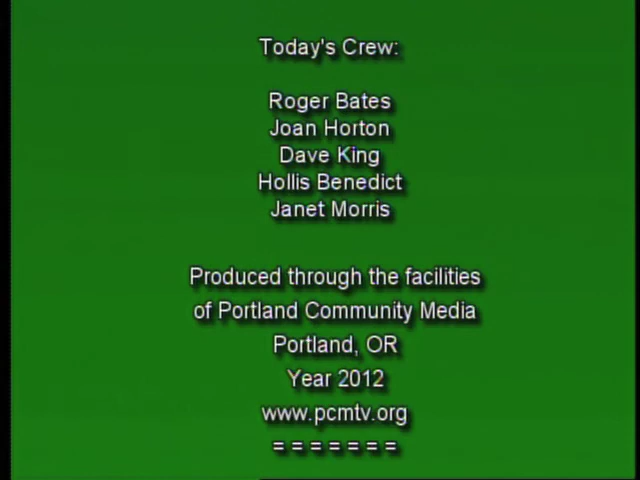 Today's Crew:
Roger Bates
Joan Horton
Dave King
Hollis Benedict
Janet Morris
Produced through the facilities
of Portland Community Media
Portland, OR
Year 2012
www.pcmtv.org
= = = = = = =